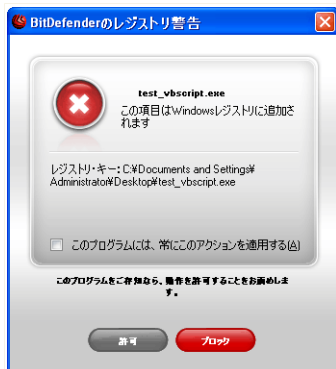 BitDefenderのレジストリ警告
test_vbscript.exe
この項目はWindowsレジストリに追加さ
れます
レジストリ・キー: C:¥Documents and Settings¥
Administrator¥Desktop¥test_vbscript.exe
このプログラムには、常にこのアクションを適用する(A)
このプログラムをご存知なら、操作を許可することをお薦めしま
す。
許可
ブロック